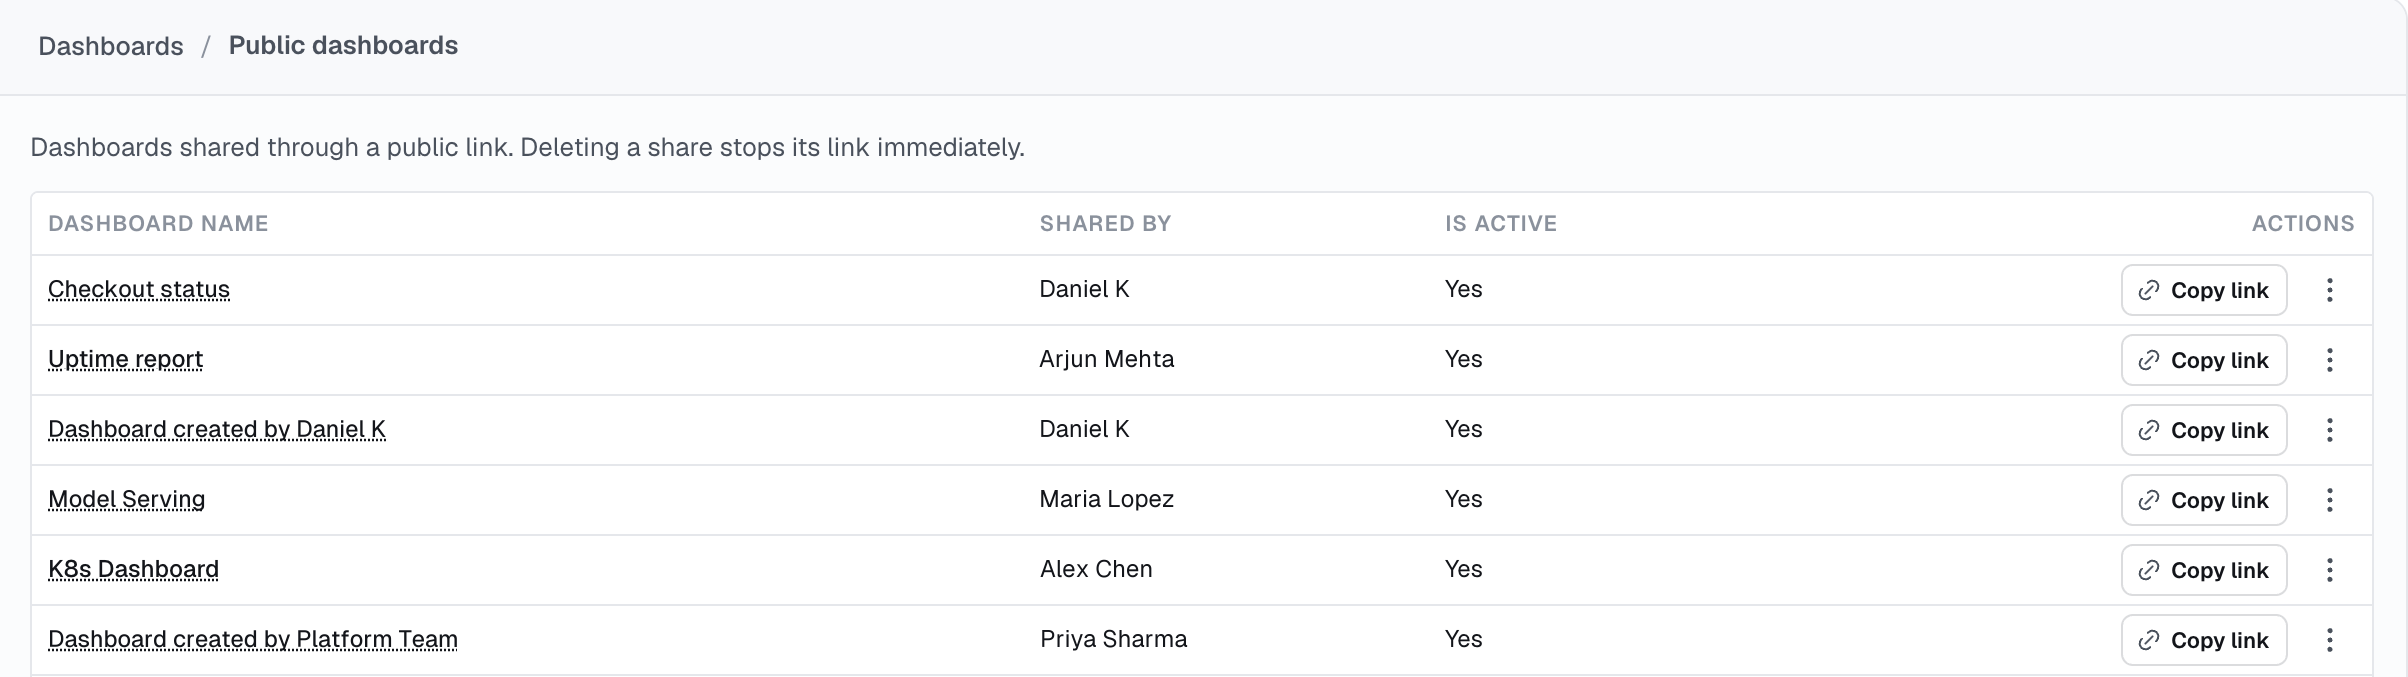 Dashboards / Public dashboards
Dashboards shared through a public link. Deleting a share stops its link immediately.
DASHBOARD NAME SHARED BY IS ACTIVE ACTIONS
Checkout status Daniel K Yes Copy link
Uptime report Arjun Mehta Yes Copy link
Dashboard created by Daniel K Daniel K Yes Copy link
Model Serving Maria Lopez Yes Copy link
K8s Dashboard Alex Chen Yes Copy link
Dashboard created by Platform Team Priya Sharma Yes Copy link